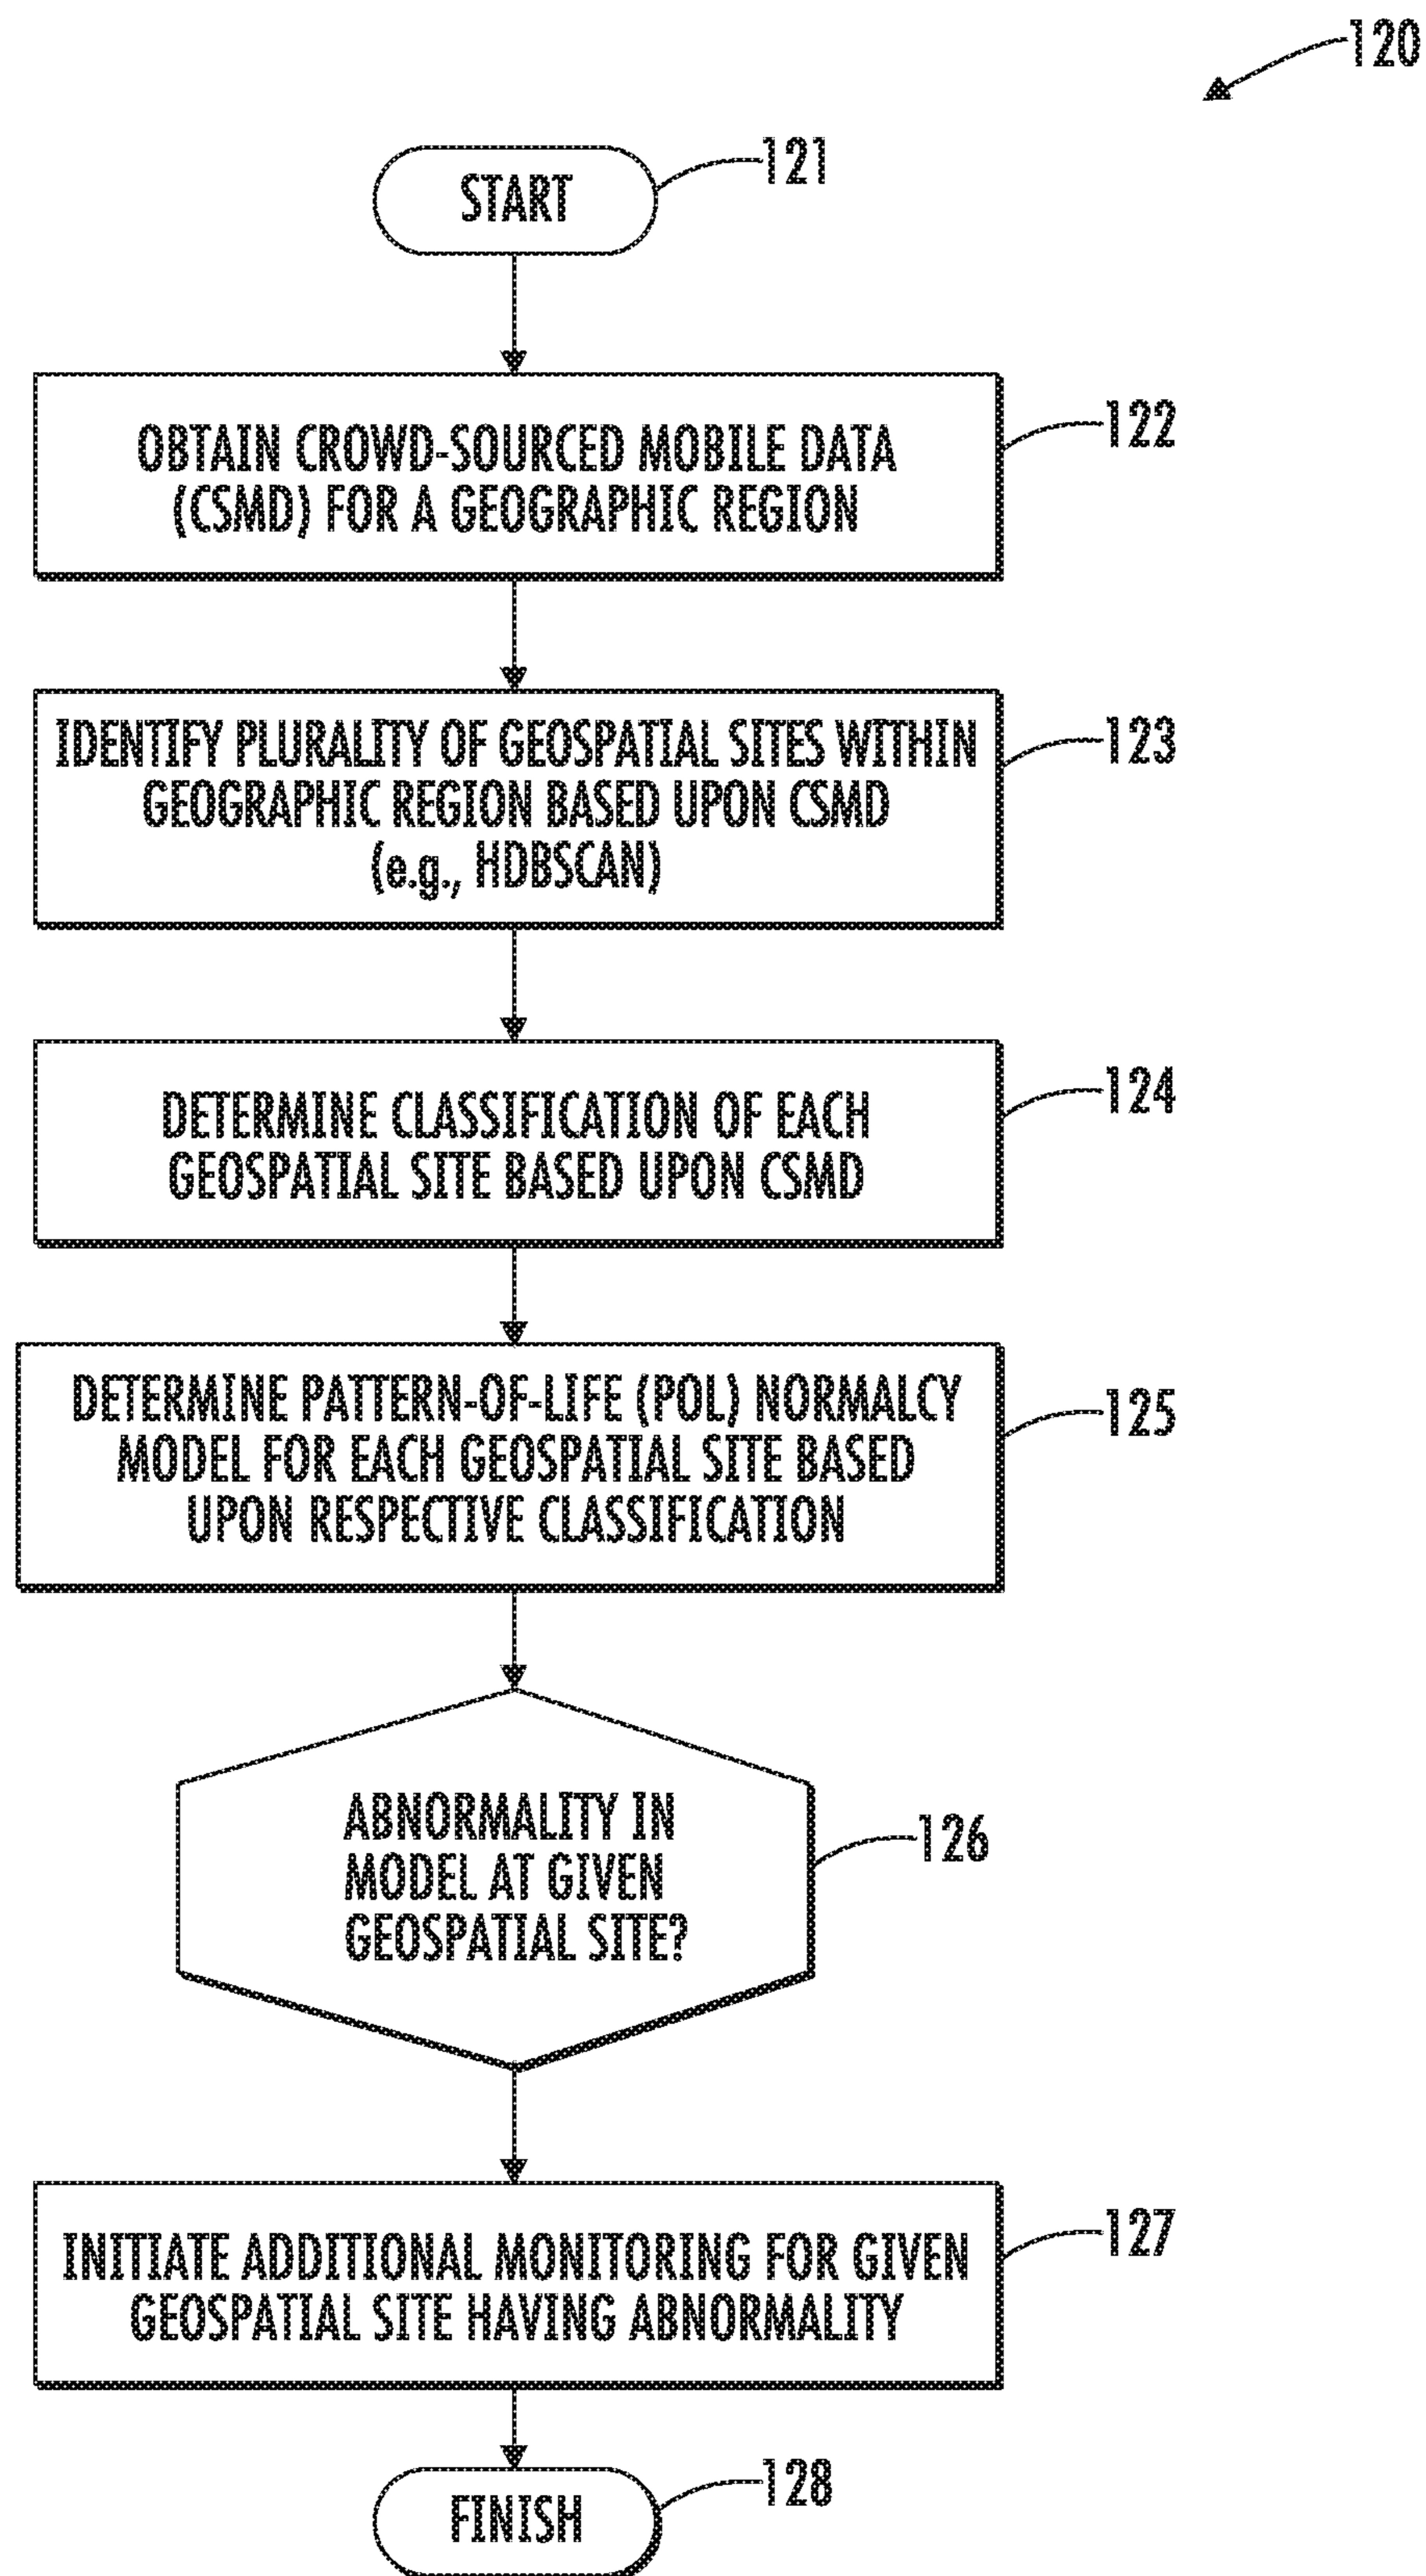 120
START
121
OBTAIN CROWD-SOURCED MOBILE DATA
(CSMD) FOR A GEOGRAPHIC REGION
122
IDENTIFY PLURALITY OF GEOSPATIAL SITES WITHIN
GEOGRAPHIC REGION BASED UPON CSMD
(e.g., HDBSCAN)
123
DETERMINE CLASSIFICATION OF EACH
GEOSPATIAL SITE BASED UPON CSMD
124
DETERMINE PATTERN-OF-LIFE (POL) NORMALCY
MODEL FOR EACH GEOSPATIAL SITE BASED
UPON RESPECTIVE CLASSIFICATION
125
ABNORMALITY IN
MODEL AT GIVEN
GEOSPATIAL SITE?
126
INITIATE ADDITIONAL MONITORING FOR GIVEN
GEOSPATIAL SITE HAVING ABNORMALITY
127
FINISH
128